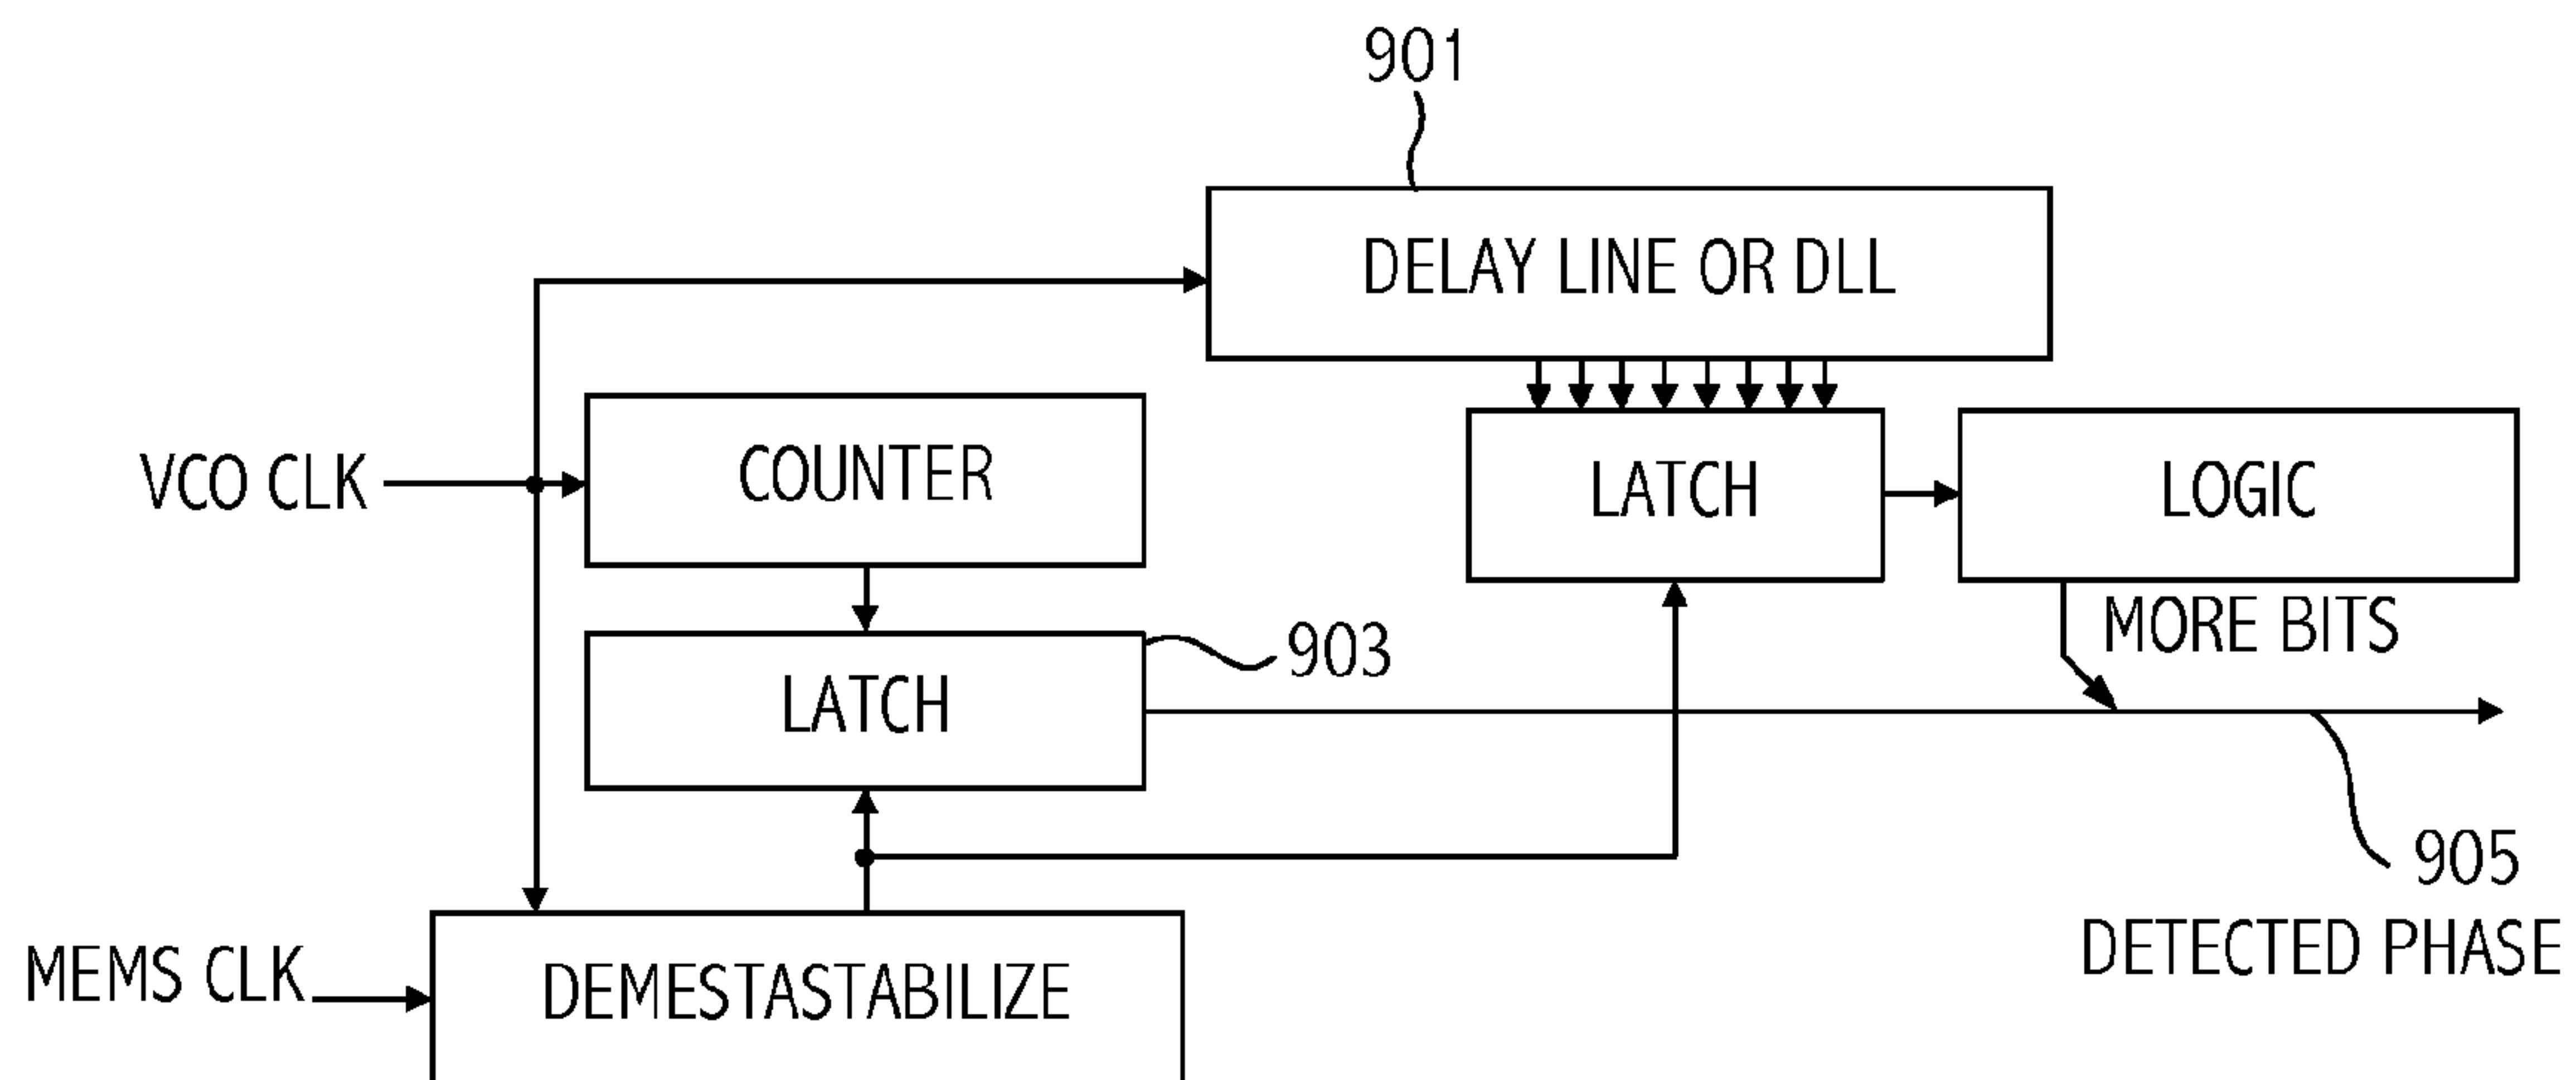 901
DELAY LINE OR DLL
VCO CLK
COUNTER
LATCH
LOGIC
MORE BITS
LATCH
903
905
DETECTED PHASE
MEMS CLK
DEMESTASTABILIZE